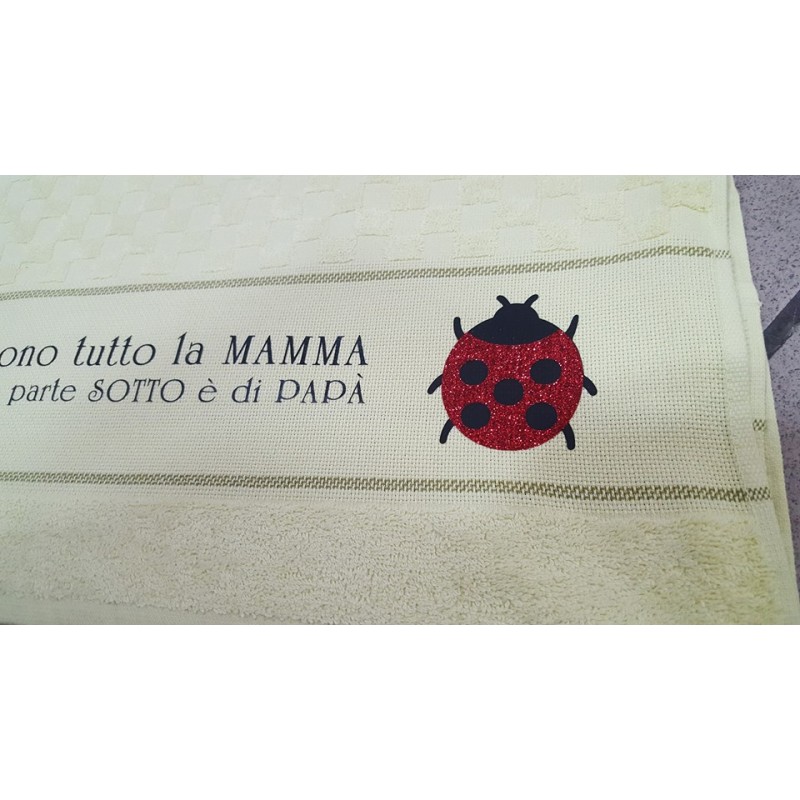 ono tutto la MAMMA
parte SOTTO è di PAPÀ